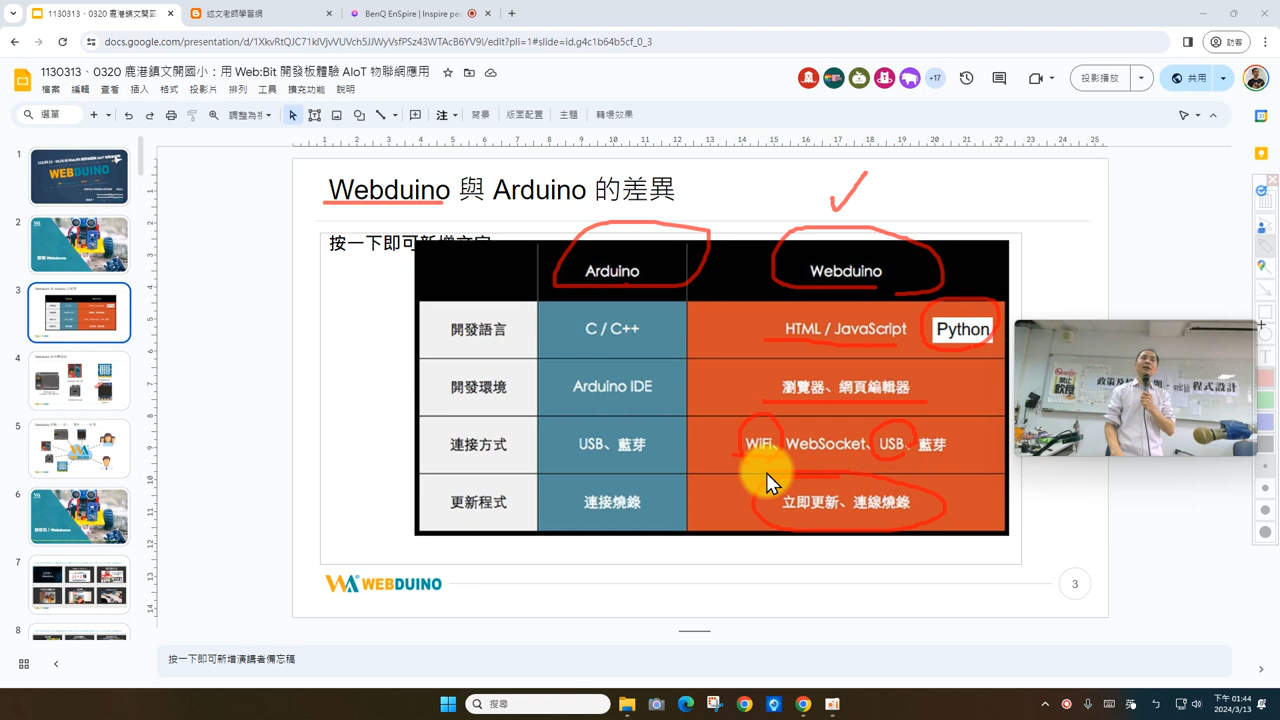 1130313、0320 鹿港鎮文開國
述文老師學習網
BenQ EnSpire | Inspire pe
docs.google.com/presentation/d/1XkvRtQJC71kIVjvVUVch5JJWyVsfPSz43WTAcB6YV9I/edit?pli=1#slide=id.g4c1b64b5cf_0_3
訪客
1130313、0320 鹿港鎮文開國小：用 Web:Bit 開發板體驗 AIoT 物聯網應用
檔案 編輯 查看 插入 格式 投影片 排列 工具 擴充功能 說明
+17
投影播放
共用
選單
背景 版面配置 主題 轉場效果
Webduino 與 Arduino 的差異
按一下即可新增文字
Arduino Webduino
開發語言 C / C++ HTML / JavaScript Python
開發環境 Arduino IDE 瀏覽器、網頁編輯器
連接方式 USB、藍芽 WiFi、WebSocket、USB、藍芽
更新程式 連接燒錄 立即更新、連線燒錄
WEBDUINO
3
按一下即可新增演講者備忘稿
搜尋
下午 01:44
2024/3/13